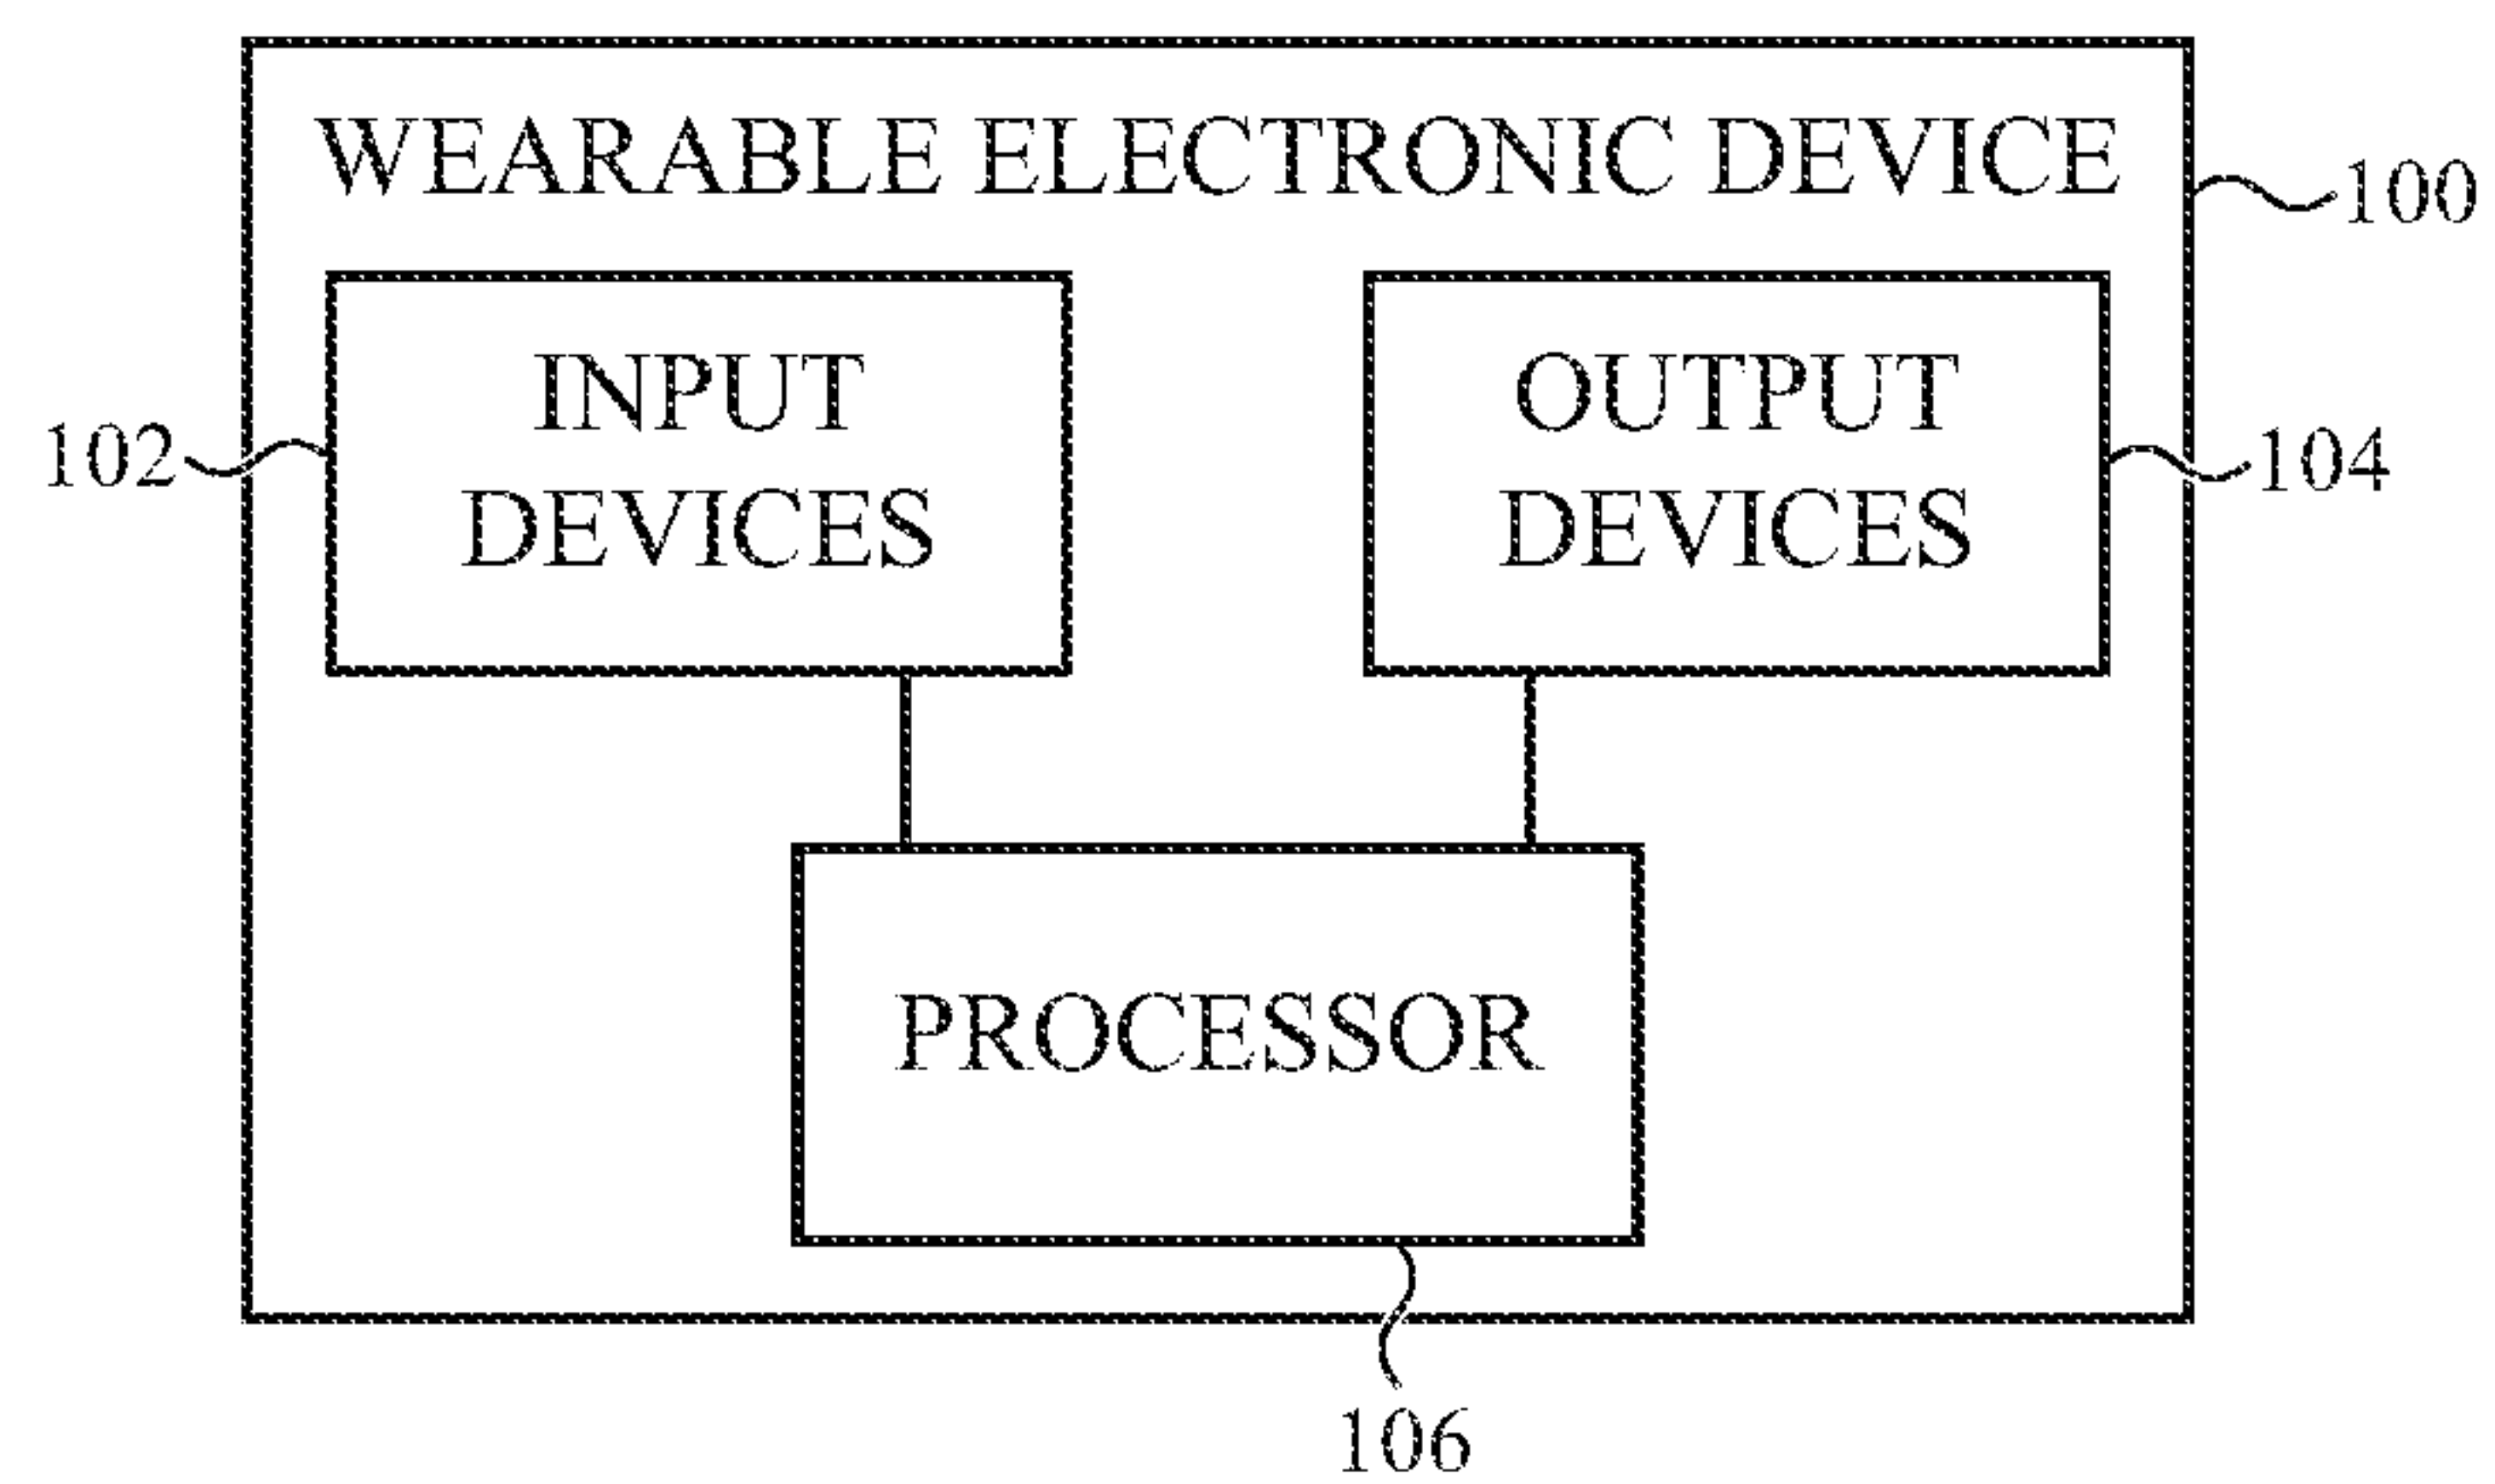 WEARABLE ELECTRONIC DEVICE
100
INPUT
DEVICES
102
OUTPUT
DEVICES
104
PROCESSOR
106